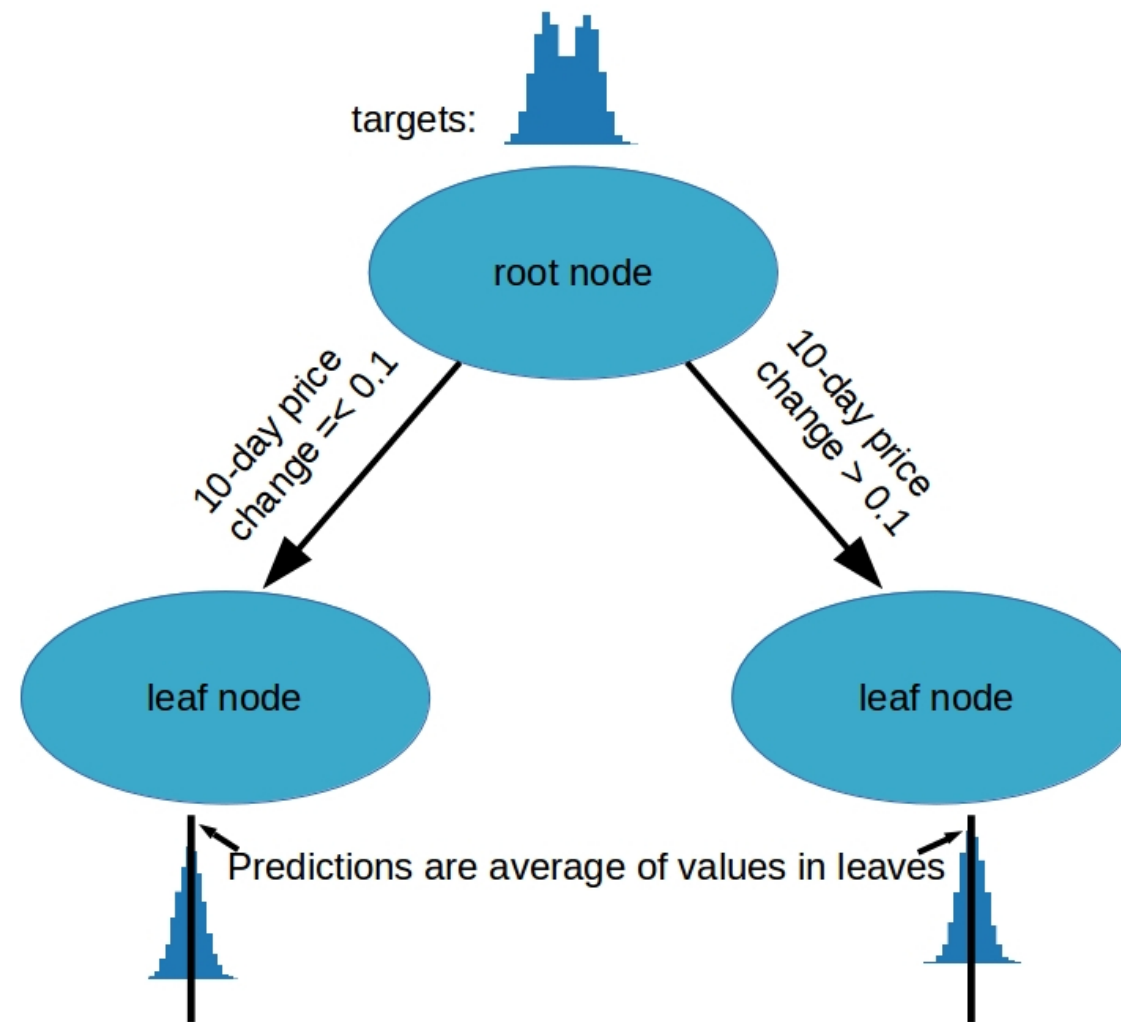 targets:
root node
10-day price
change =< 0.1
10-day price
change > 0.1
leaf node
leaf node
Predictions are average of values in leaves